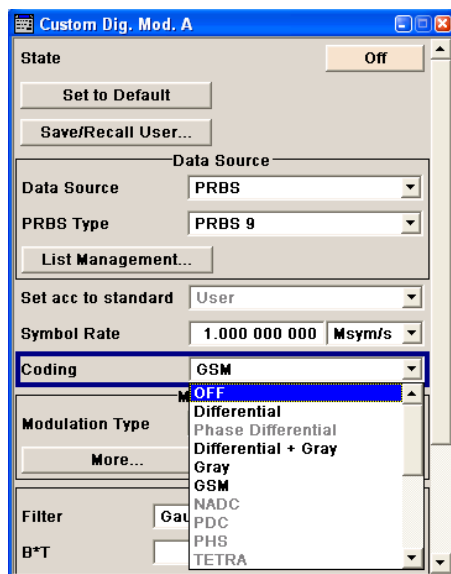 Custom Dig. Mod. A
State Off
Set to Default
Save/Recall User...
Data Source
Data Source PRBS
PRBS Type PRBS 9
List Management...
Set acc to standard User
Symbol Rate 1.000 000 000 Msym/s
Coding GSM
M
OFF
Differential
Modulation Type
Phase Differential
Differential + Gray
More...
Gray
GSM
NADC
Filter Gau
PDC
PHS
B*T
TETRA